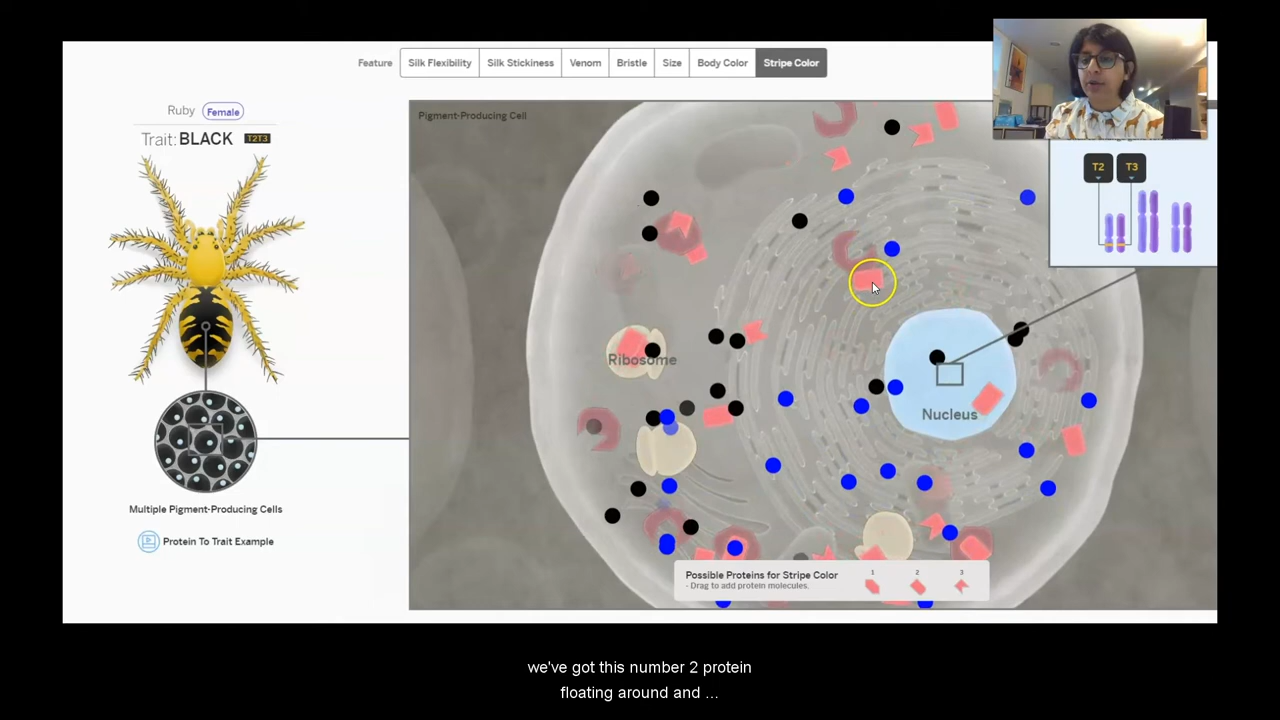 Feature Silk Flexibility Silk Stickiness Venom Bristle Size Body Color Stripe Color
Ruby Female
Trait: BLACK T2T3
Pigment-Producing Cell
T2 T3
Ribosome
Nucleus
Multiple Pigment-Producing Cells
Protein To Trait Example
Possible Proteins for Stripe Color
- Drag to add protein molecules.
1 2 3
we've got this number 2 protein
floating around and ...